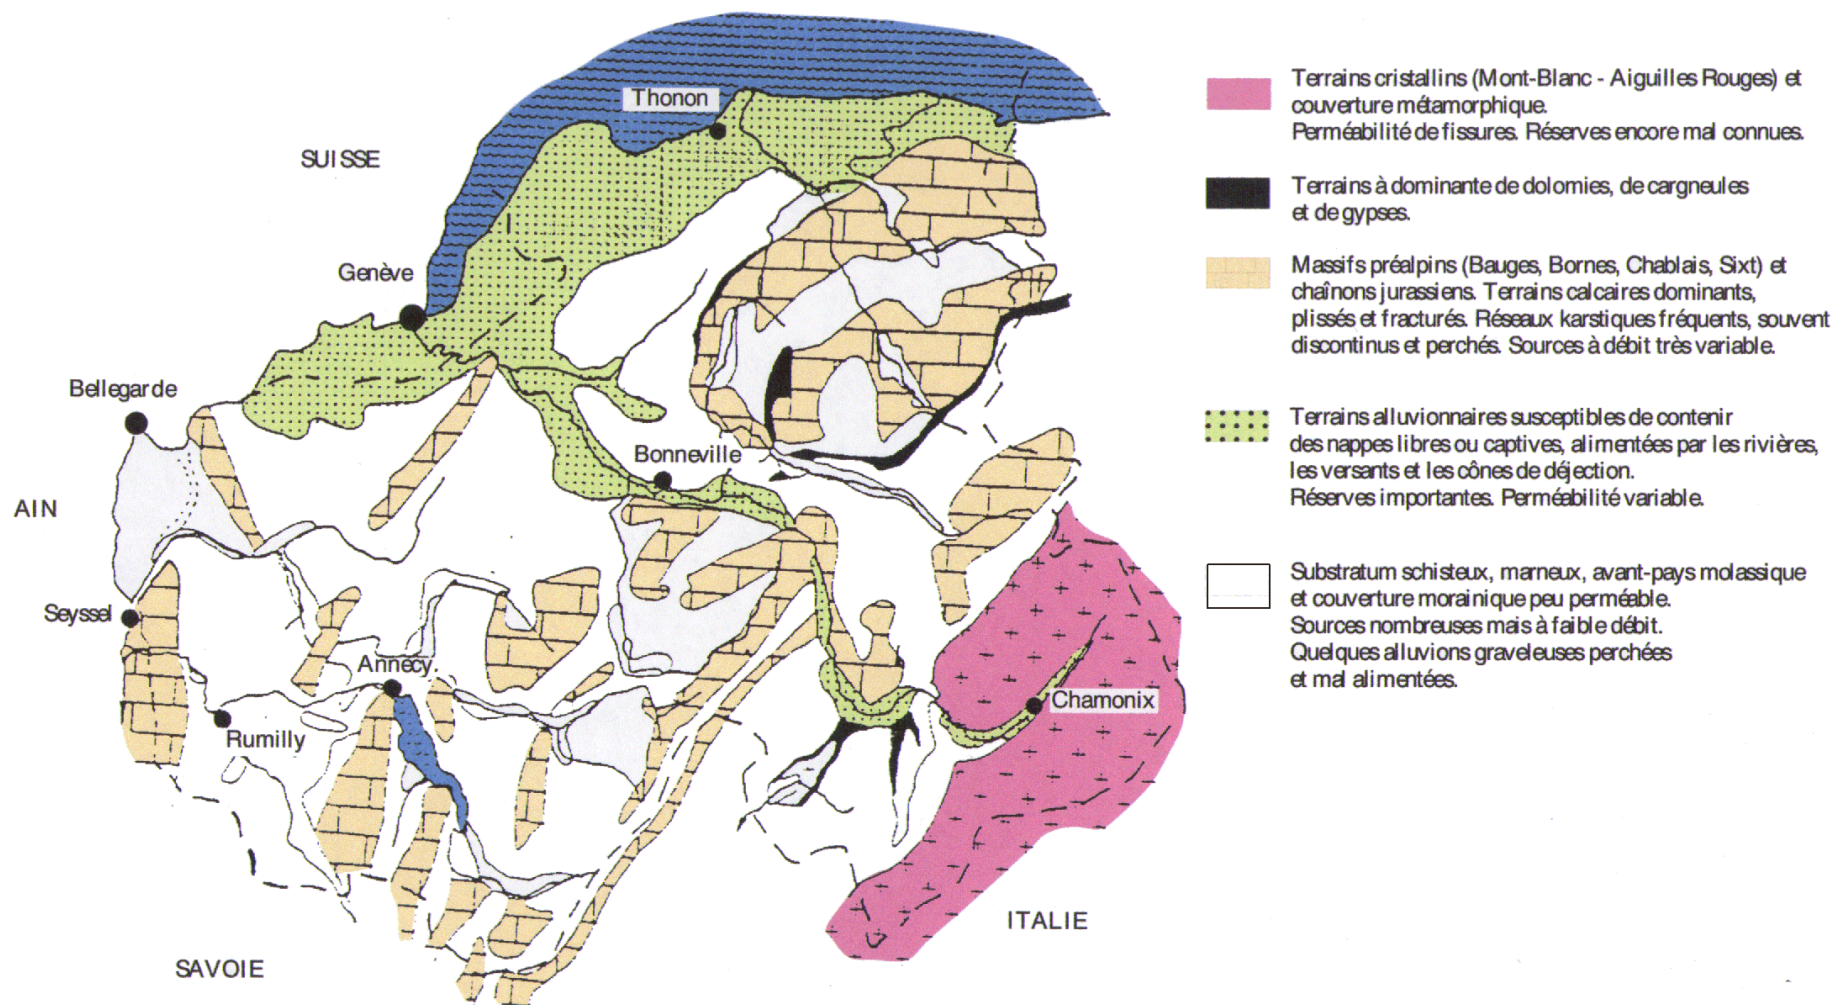 Thonon
SUISSE
Genève
Bellegarde
Bonneville
AIN
Seyssel
Annecy
Rumilly
Chamonix
ITALIE
SAVOIE
Terrains cristallins (Mont-Blanc - Aiguilles Rouges) et
couverture métamorphique.
Perméabilité de fissures. Réserves encore mal connues.
Terrains à dominante de dolomies, de cargneules
et de gypses.
Massifs préalpins (Bauges, Bornes, Chablais, Sixt) et
chaînons jurassiens. Terrains calcaires dominants,
plissés et fracturés. Réseaux karstiques fréquents, souvent
discontinus et perchés. Sources à débit très variable.
Terrains alluvionnaires susceptibles de contenir
des nappes libres ou captives, alimentées par les rivières,
les versants et les cônes de déjection.
Réserves importantes. Perméabilité variable.
Substratum schisteux, marneux, avant-pays molassique
et couverture morainique peu perméable.
Sources nombreuses mais à faible débit.
Quelques alluvions graveleuses perchées
et mal alimentées.